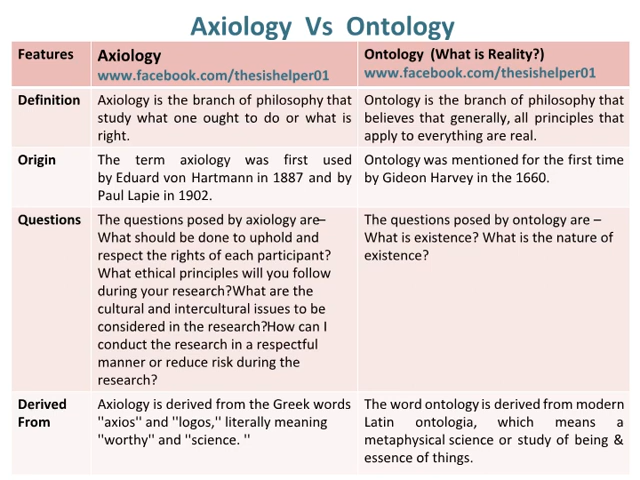 Axiology Vs Ontology
Features
Axiology
www.facebook.com/thesishelper01
Ontology (What is Reality?)
www.facebook.com/thesishelper01
Definition
Axiology is the branch of philosophy that
study what one ought to do or what is
right.
Ontology is the branch of philosophy that
believes that generally, all principles that
apply to everything are real.
Origin
The term axiology was first used
by Eduard von Hartmann in 1887 and by
Paul Lapie in 1902.
Ontology was mentioned for the first time
by Gideon Harvey in the 1660.
Questions
The questions posed by axiology are–
What should be done to uphold and
respect the rights of each participant?
What ethical principles will you follow
during your research?What are the
cultural and intercultural issues to be
considered in the research?How can I
conduct the research in a respectful
manner or reduce risk during the
research?
The questions posed by ontology are –
What is existence? What is the nature of
existence?
Derived
From
Axiology is derived from the Greek words
"axios" and "logos," literally meaning
"worthy" and "science. "
The word ontology is derived from modern
Latin ontologia, which means a
metaphysical science or study of being &
essence of things.